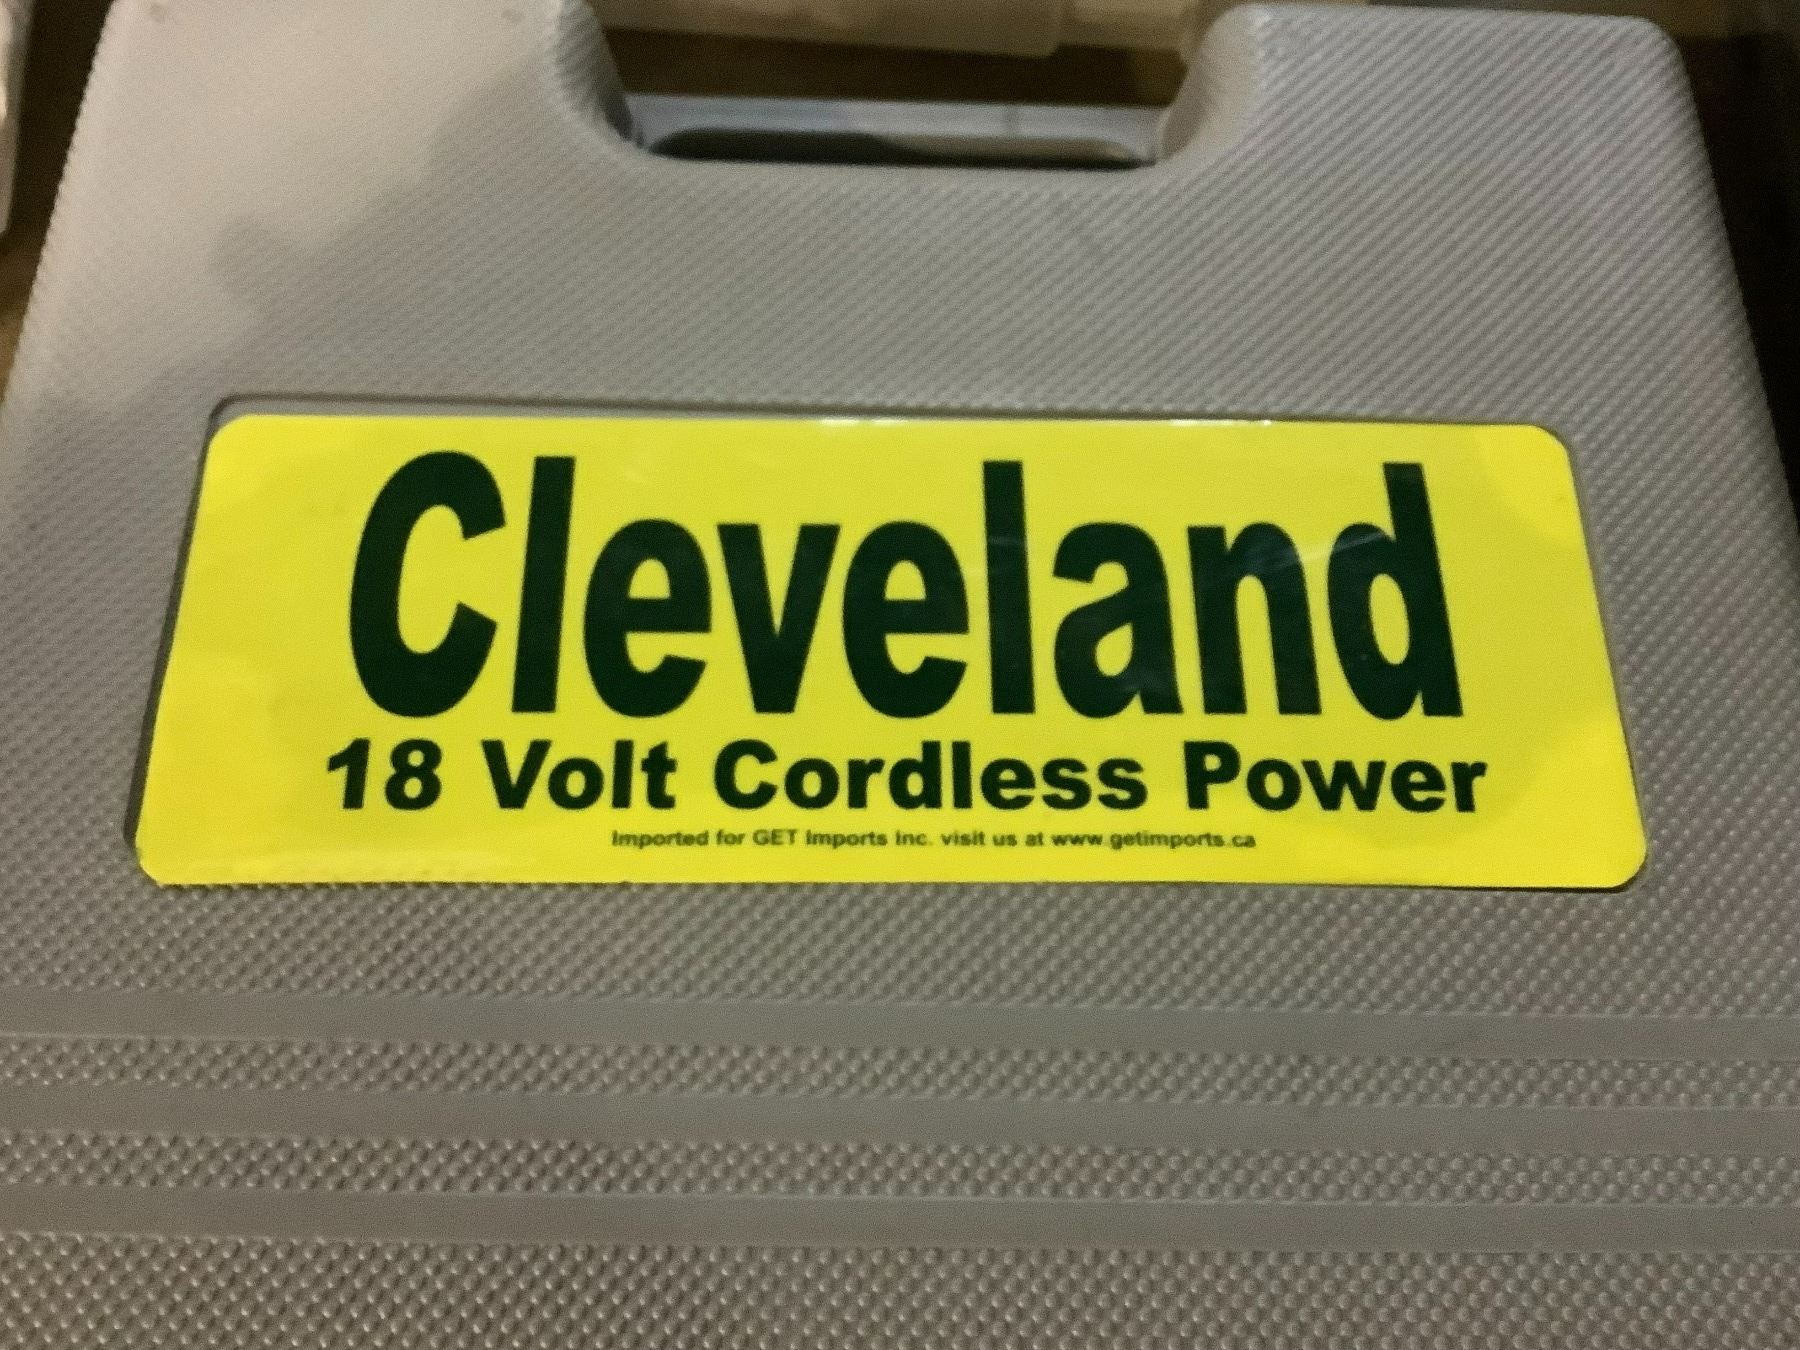 Cleveland
18 Volt Cordless Power
Imported for GET Imports Inc. visit us at www.getimports.ca